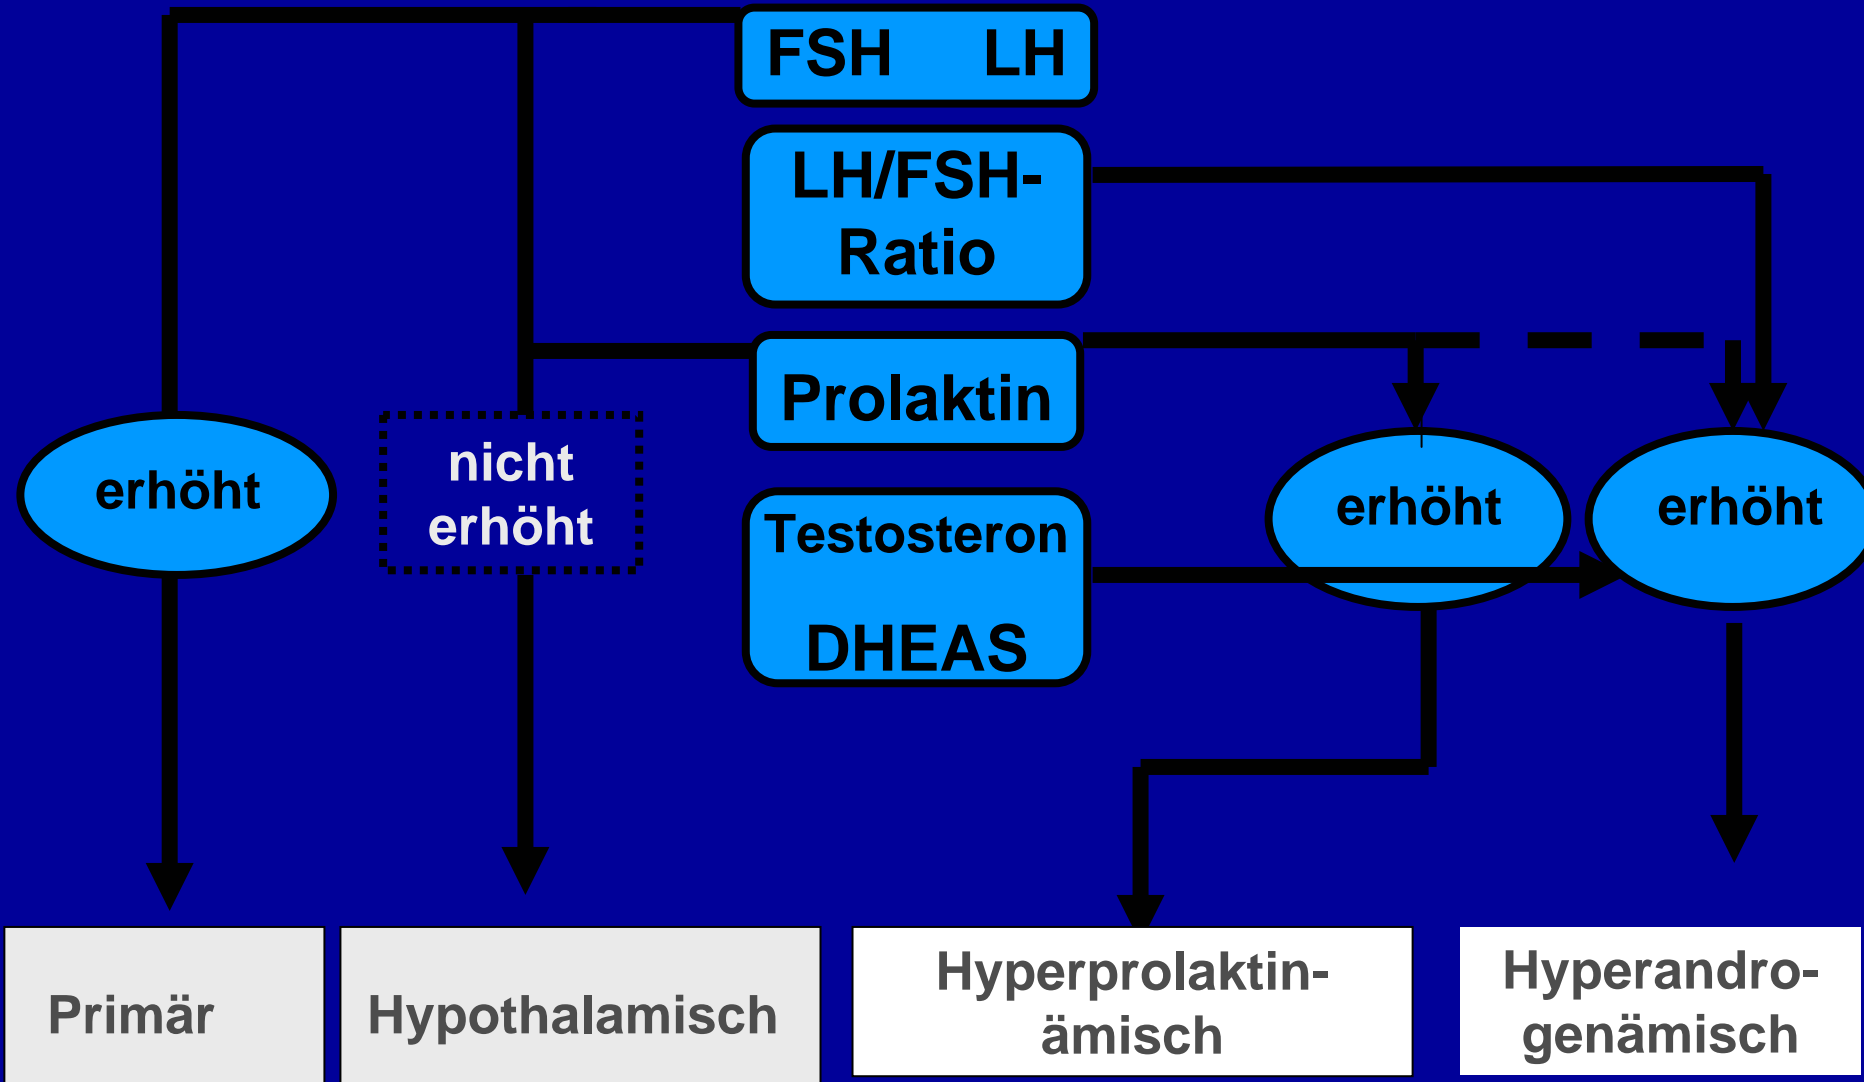 FSH LH
LH/FSH-
Ratio
Prolaktin
erhöht
nicht
erhöht
Testosteron
DHEAS
erhöht
erhöht
Primär
Hypothalamisch
Hyperprolaktin-
ämisch
Hyperandro-
genämisch